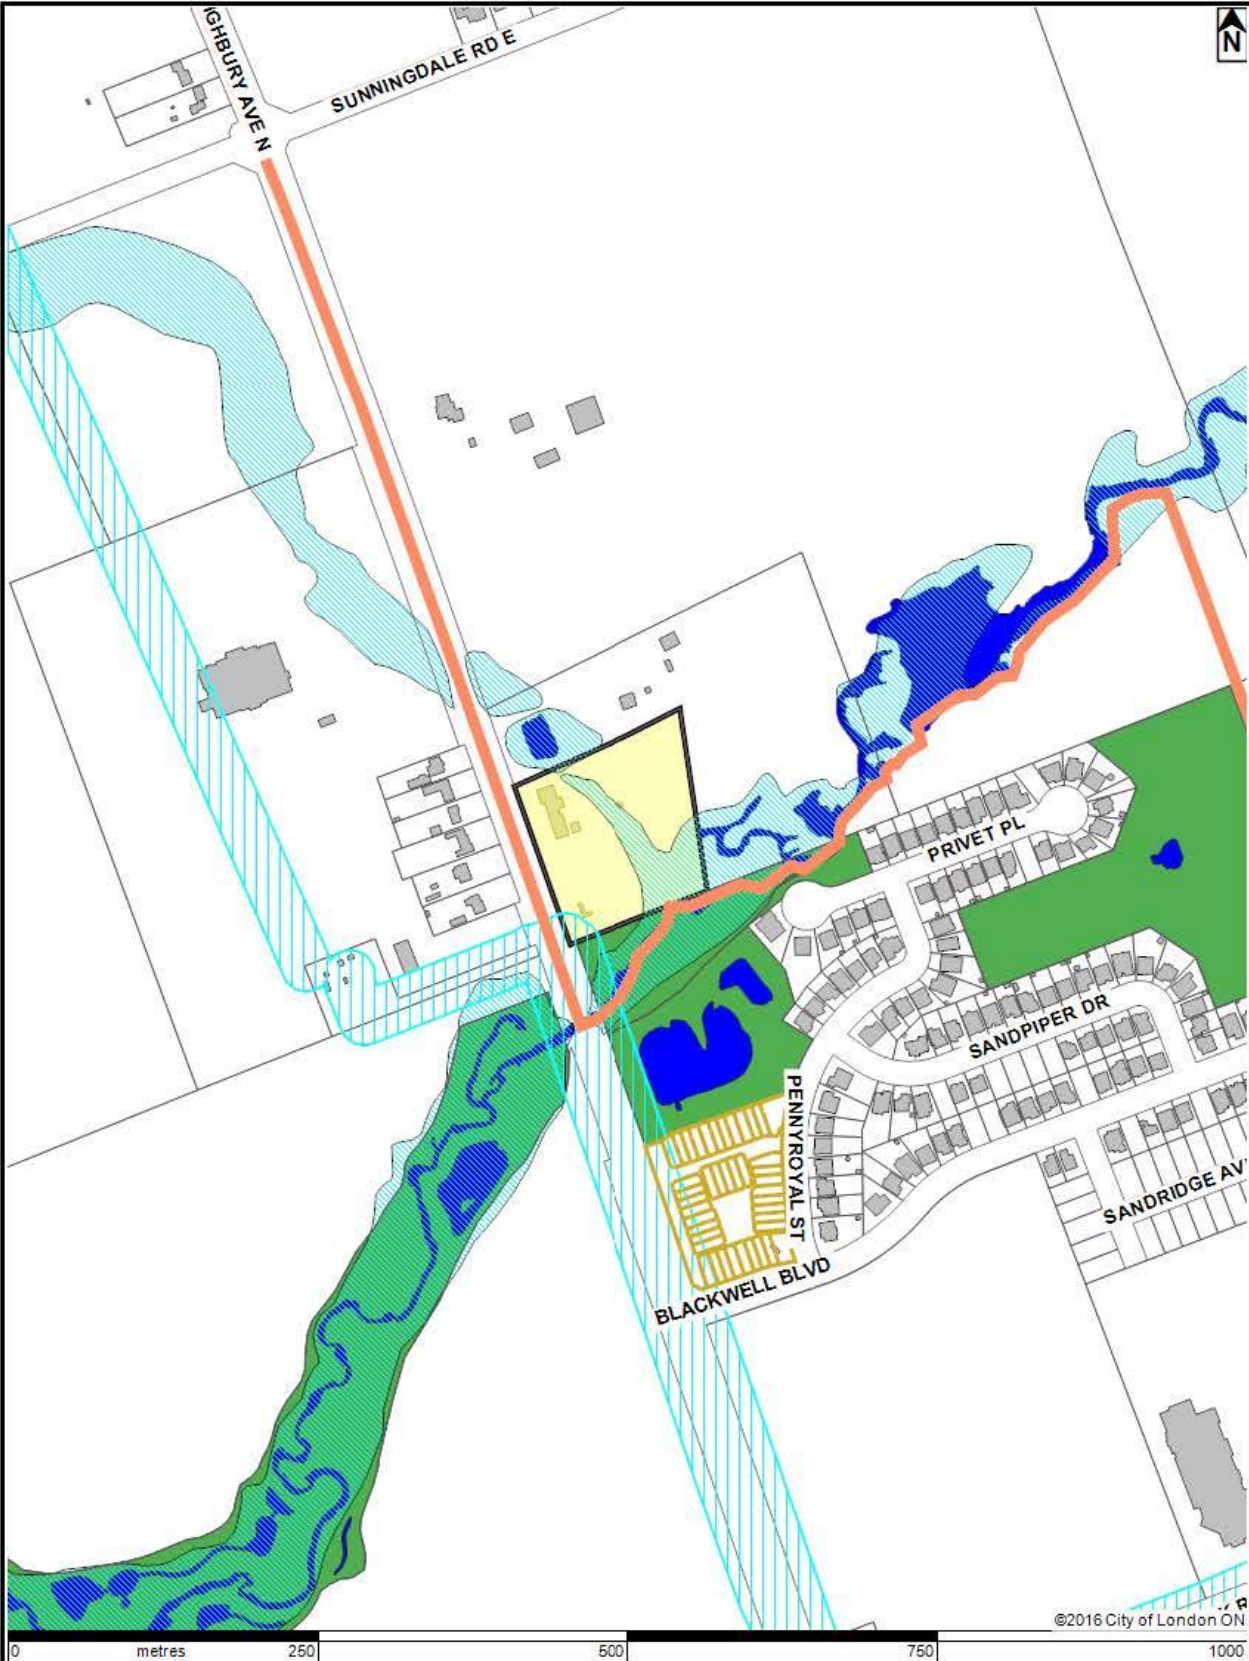 N
GHBURY AVE N
SUNNINGDALE RD E
PRIVET PL
SANDPIPER DR
PENNYROYAL ST
SANDRIDGE AV
BLACKWELL BLVD
©2016 City of London ON
0 metres 250 500 750 1000